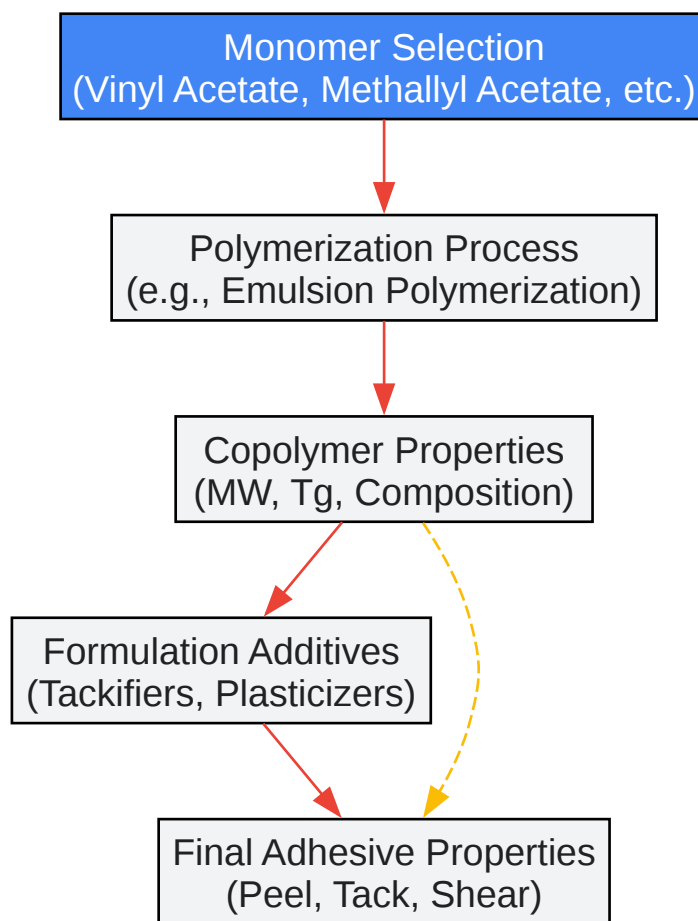 Monomer Selection
(Vinyl Acetate, Methallyl Acetate, etc.)
Polymerization Process
(e.g., Emulsion Polymerization)
Copolymer Properties
(MW, Tg, Composition)
Formulation Additives
(Tackifiers, Plasticizers)
Final Adhesive Properties
(Peel, Tack, Shear)